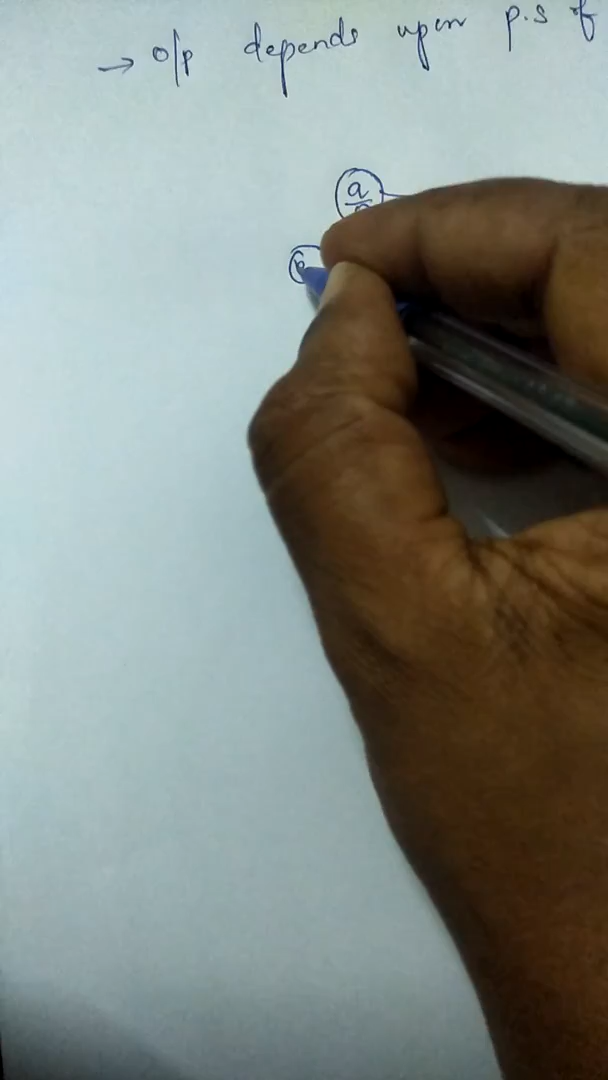 → o/p depends upon p.s of
a